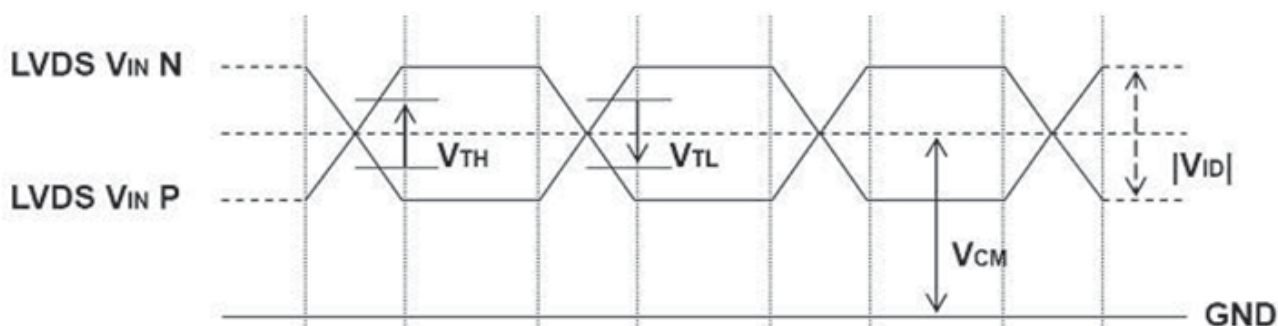 LVDS VIN N
VTH
VTL
LVDS VIN P
|VID|
VCM
GND